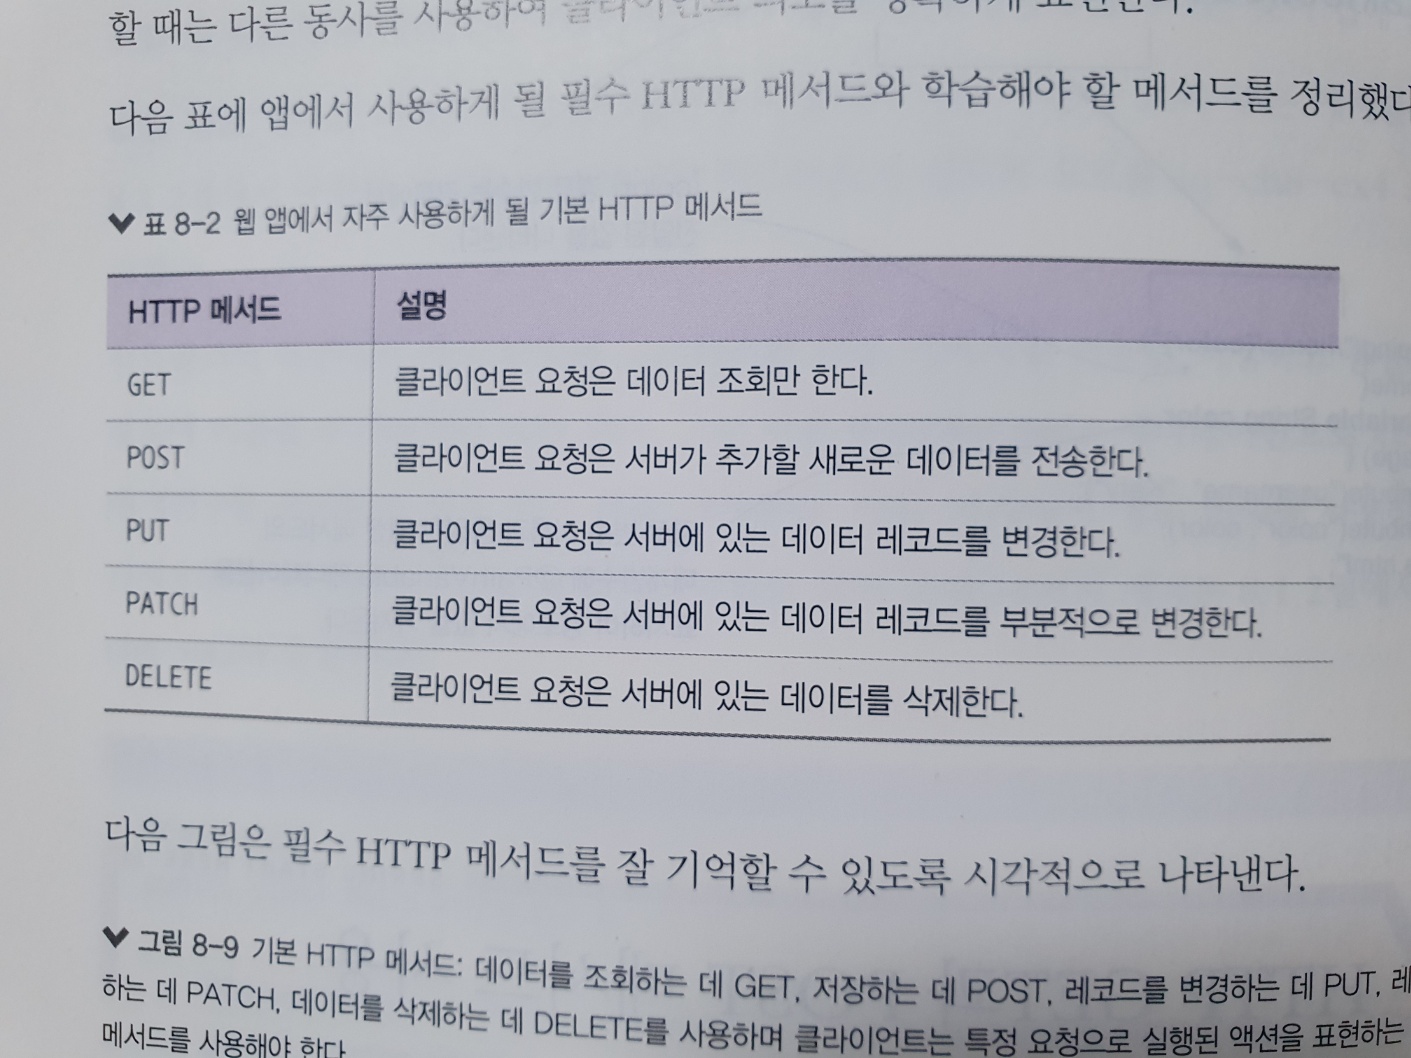 할 때는 다른 동사를 사용하여 클라이언트 의도를 정확하게 표현한다.
다음 표에 앱에서 사용하게 될 필수 HTTP 메서드와 학습해야 할 메서드를 정리했다
표 8-2 웹 앱에서 자주 사용하게 될 기본 HTTP 메서드
HTTP 메서드 설명
GET 클라이언트 요청은 데이터 조회만 한다.
POST 클라이언트 요청은 서버가 추가할 새로운 데이터를 전송한다.
PUT 클라이언트 요청은 서버에 있는 데이터 레코드를 변경한다.
PATCH 클라이언트 요청은 서버에 있는 데이터 레코드를 부분적으로 변경한다.
DELETE 클라이언트 요청은 서버에 있는 데이터를 삭제한다.
다음 그림은 필수 HTTP 메서드를 잘 기억할 수 있도록 시각적으로 나타낸다.
그림 8-9 기본 HTTP 메서드: 데이터를 조회하는 데 GET, 저장하는 데 POST, 레코드를 변경하는 데 PUT, 레
하는 데 PATCH, 데이터를 삭제하는 데 DELETE를 사용하며 클라이언트는 특정 요청으로 실행된 액션을 표현하는
메서드를 사용해야 한다